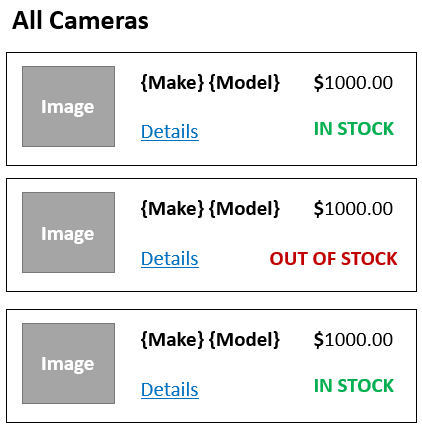 All Cameras
Image
{Make} {Model} $1000.00
Details IN STOCK
Image
{Make} {Model} $1000.00
Details OUT OF STOCK
Image
{Make} {Model} $1000.00
Details IN STOCK